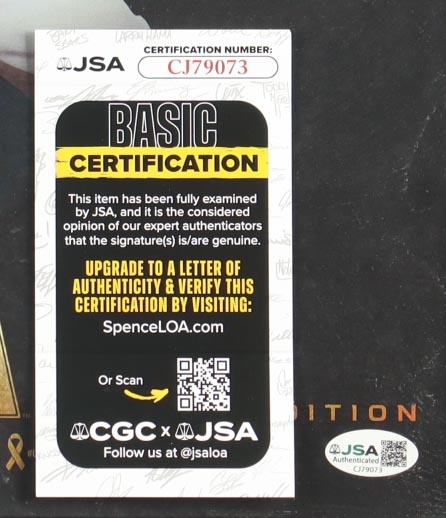 JSA
CERTIFICATION NUMBER:
CJ79073
BASIC
CERTIFICATION
This item has been fully examined
by JSA, and it is the considered
opinion of our expert authenticators
that the signature(s) is/are genuine.
UPGRADE TO A LETTER OF
AUTHENTICITY & VERIFY THIS
CERTIFICATION BY VISITING:
SpenceLOA.com
Or Scan
CGC x JSA
Follow us at @jsaloa
DITION
JSA
Authenticated
CJ79073